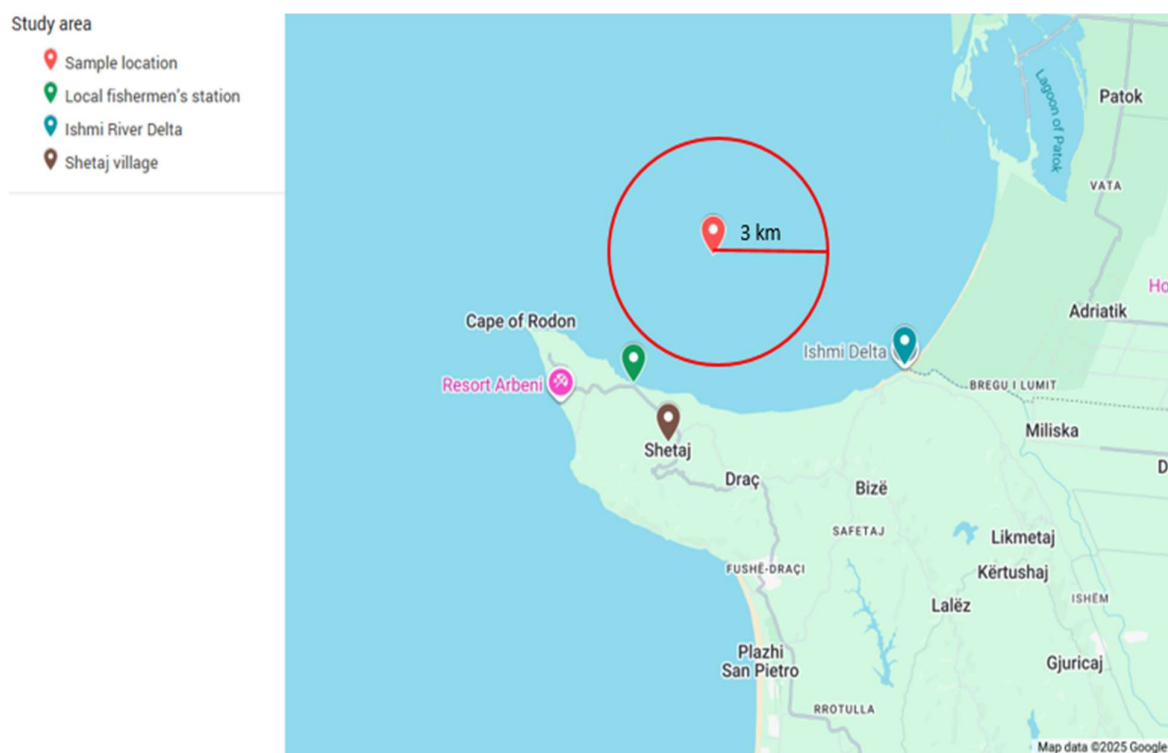 Study area
Sample location
Local fishermen's station
Ishmi River Delta
Shetaj village
Lagoon of Patok
Patok
VATA
3 km
Ho
Adriatik
Cape of Rodon
Ishmi Delta
Resort Arbeni
BREGU I LUMIT
Miliska
Shetaj
D
Draç
Bizë
SAFETAJ
Likmetaj
FUSHË-DRAÇI
Kërtushaj
ISHËM
Lalëz
Plazhi
San Pietro
Gjuricaj
RROTULLA
Map data ©2025 Google